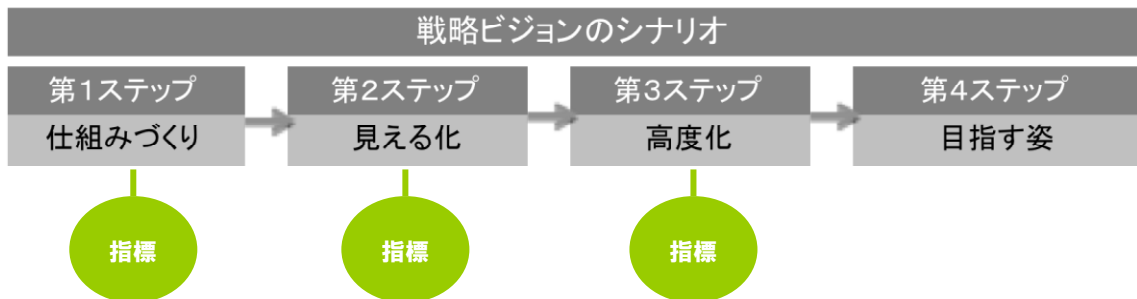 戦略ビジョンのシナリオ
第1ステップ
仕組みづくり
第2ステップ
見える化
第3ステップ
高度化
第4ステップ
目指す姿
指標
指標
指標